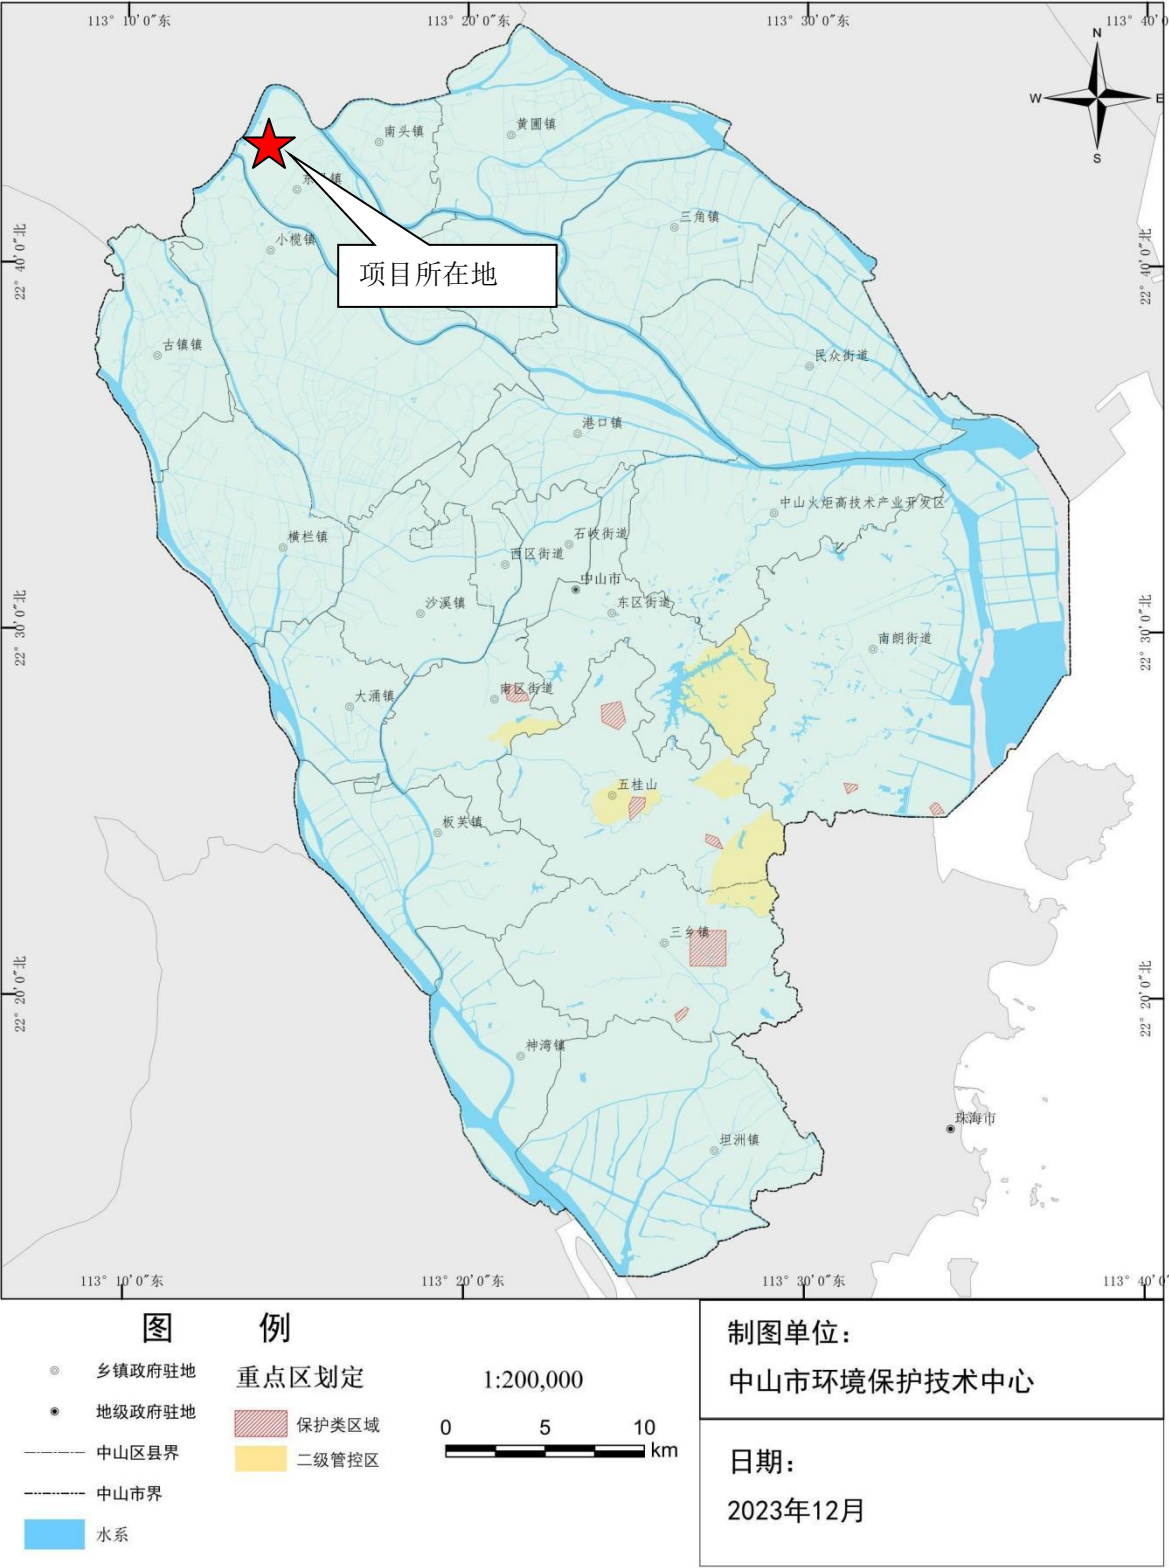 113° 10′0″东
113° 20′0″东
113° 30′0″东
113° 40′0
N
W
E
S
南头镇
黄圃镇
三角镇
小榄镇
项目所在地
22° 40′0″北
22° 40′0″北
古镇镇
民众街道
港口镇
中山火炬高技术产业开发区
横栏镇
石岐街道
西区街道
中山市
沙溪镇
东区街道
22° 30′0″北
22° 30′0″北
南朗街道
大涌镇
南区街道
五桂山
板芙镇
三乡镇
22° 20′0″北
22° 20′0″北
神湾镇
珠海市
坦洲镇
113° 10′0″东
113° 20′0″东
113° 30′0″东
113° 40′0
图 例
乡镇政府驻地
地级政府驻地
中山区县界
中山市界
水系
重点区划定
保护类区域
二级管控区
1:200,000
0 5 10
km
制图单位：
中山市环境保护技术中心
日期：
2023年12月